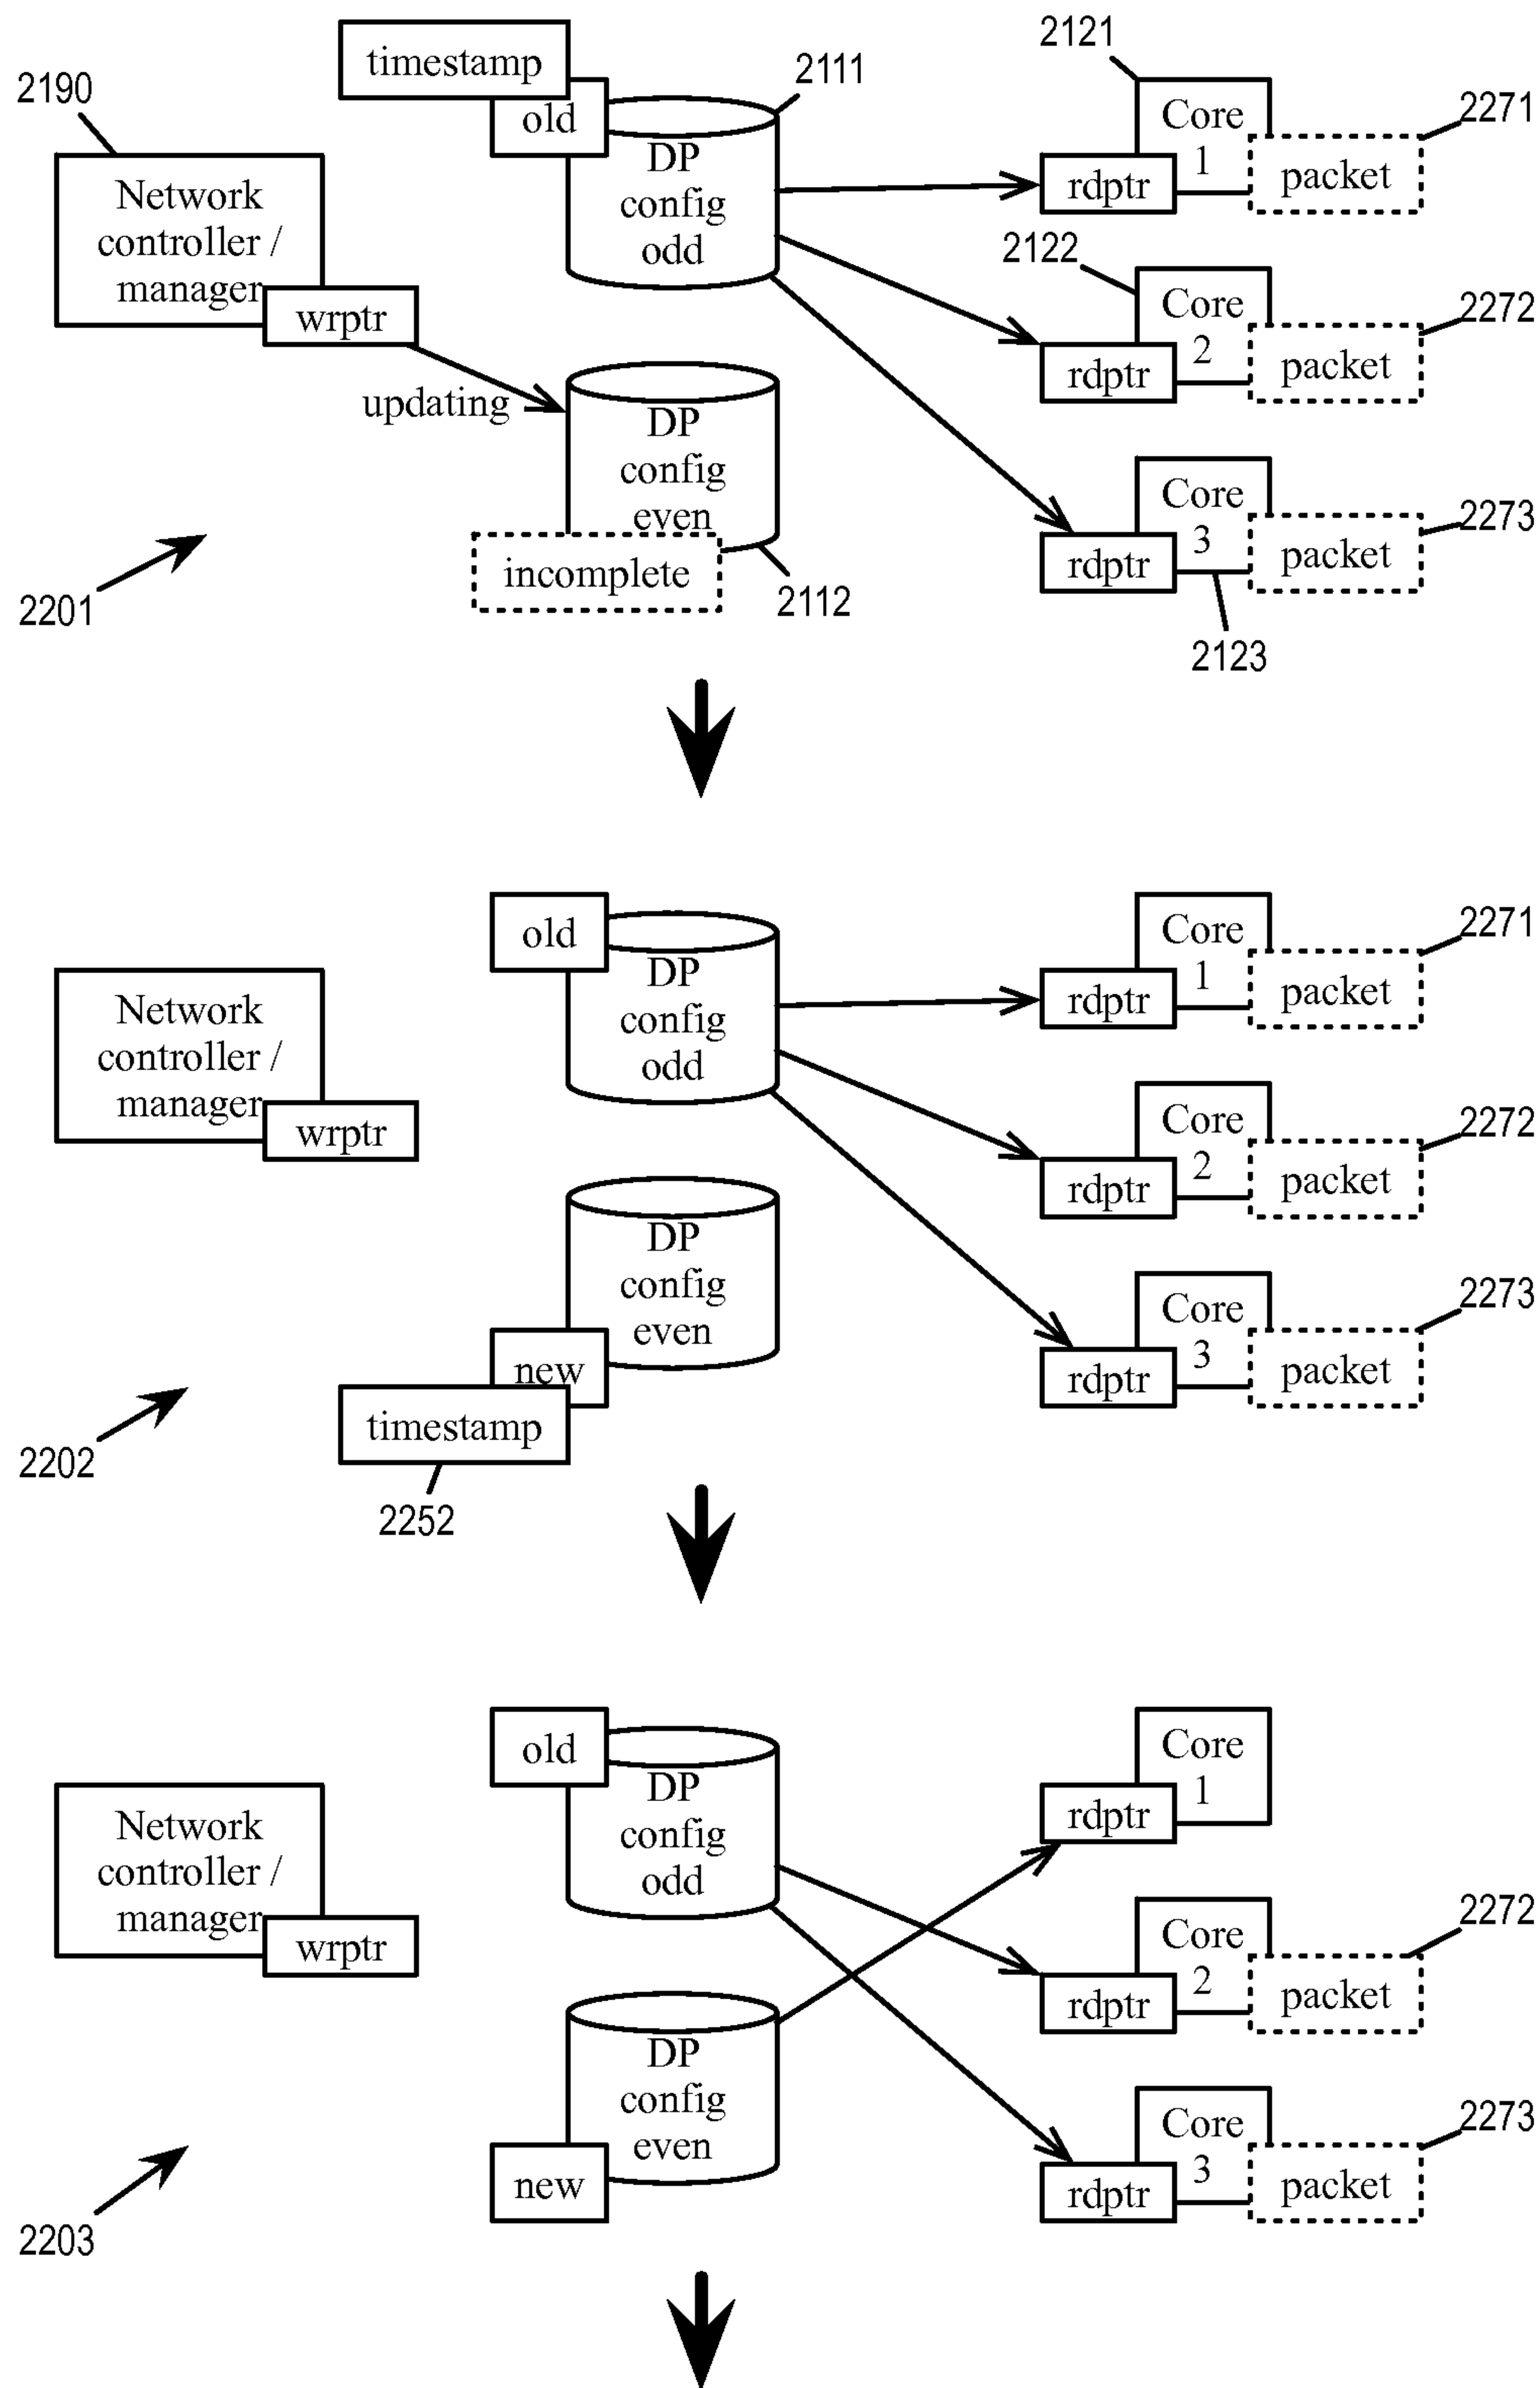 2121
timestamp
2111
2190
old
Core
1
2271
DP
config
odd
rdptr
packet
Network
controller /
manager
wrptr
2122
Core
2
2272
rdptr
packet
updating
DP
config
even
Core
3
2273
rdptr
packet
incomplete
2112
2201
2123
old
DP
config
odd
Core
1
2271
rdptr
packet
Network
controller /
manager
wrptr
Core
2
2272
rdptr
packet
DP
config
even
new
timestamp
2252
Core
3
2273
rdptr
packet
2202
old
DP
config
odd
Core
1
rdptr
Network
controller /
manager
wrptr
Core
2
2272
rdptr
packet
DP
config
even
new
Core
3
2273
rdptr
packet
2203